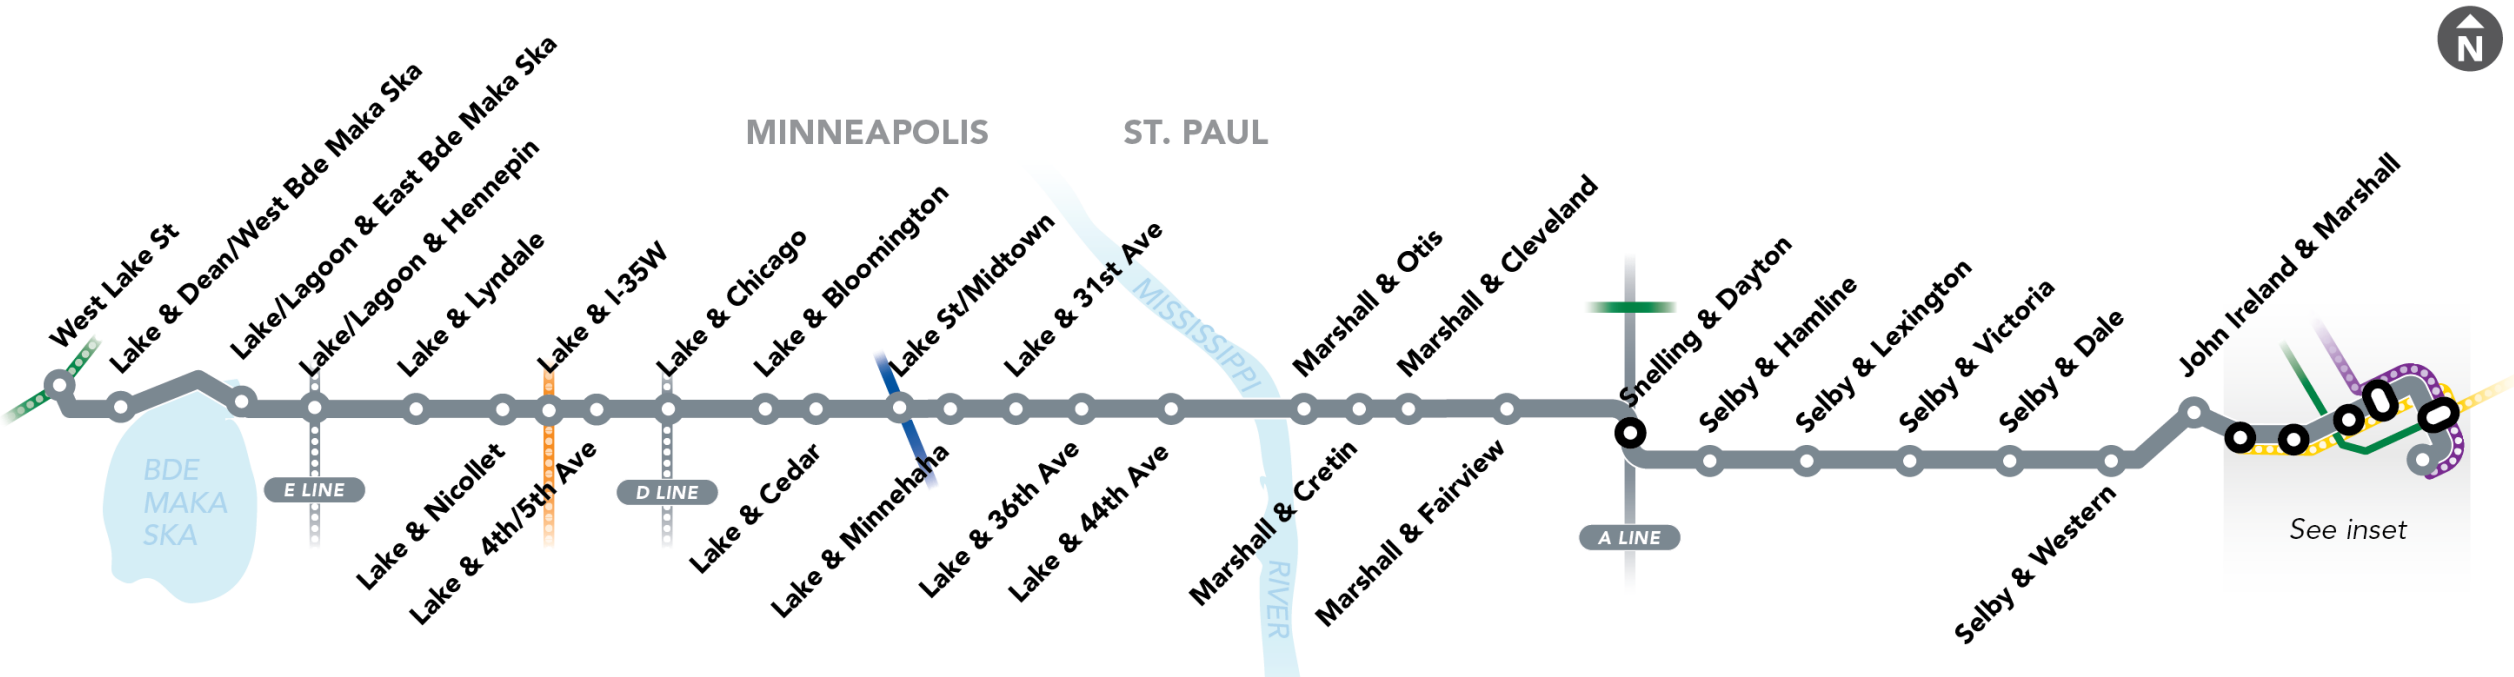 N
MINNEAPOLIS
ST. PAUL
West Lake St
Lake & Dean/West Bde Maka Ska
Lake/Lagoon & East Bde Maka Ska
Lake/Lagoon & Hennepin
Lake & Lyndale
Lake & I-35W
Lake & Chicago
Lake & Bloomington
Lake St/Midtown
Lake & 31st Ave
Marshall & Otis
Marshall & Cleveland
Snelling & Dayton
Selby & Hamline
Selby & Lexington
Selby & Victoria
Selby & Dale
John Ireland & Marshall
MISSISSIPPI
RIVER
BDE
MAKA
SKA
E LINE
D LINE
A LINE
Lake & Nicollet
Lake & 4th/5th Ave
Lake & Cedar
Lake & Minnehaha
Lake & 36th Ave
Lake & 44th Ave
Marshall & Cretin
Marshall & Fairview
Selby & Western
See inset